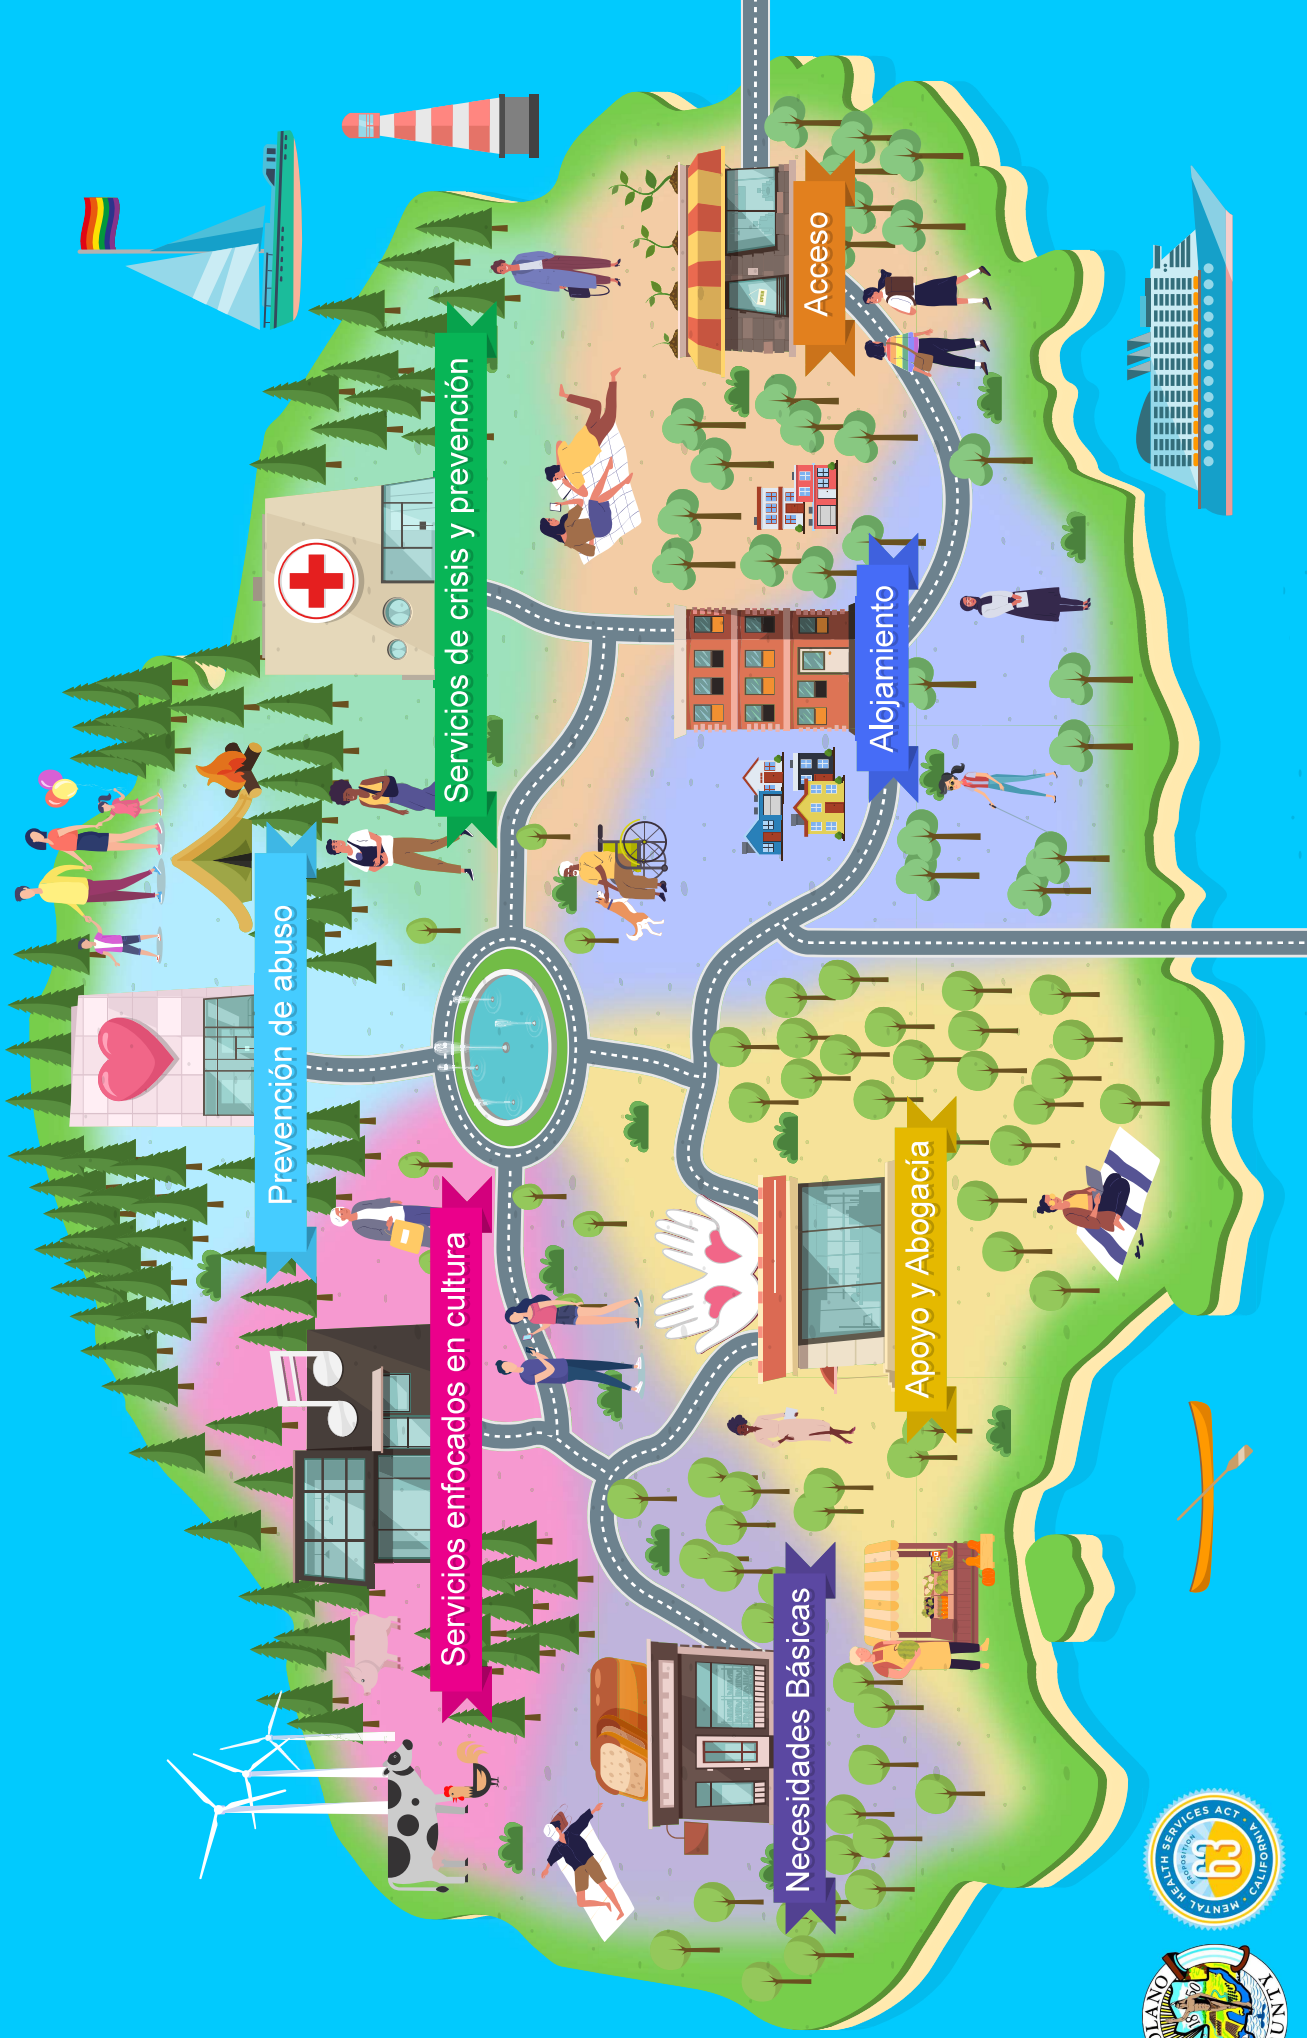 Prevención de abuso
Servicios enfocados en cultura
Servicios de crisis y prevención
Necesidades Básicas
Apoyo y Abogacía
Alojamiento
Acceso
MENTAL HEALTH SERVICES ACT • CALIFORNIA •
PROPOSITION
63